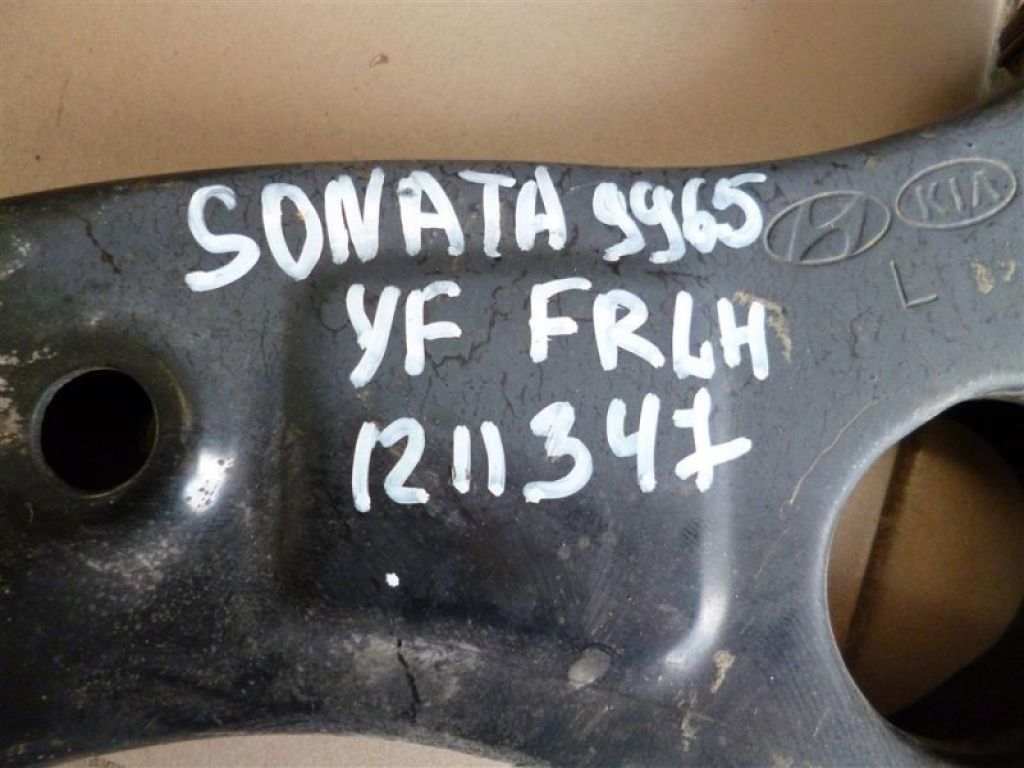 SONATA 9965
KIA
L
YF FRLH
1211347